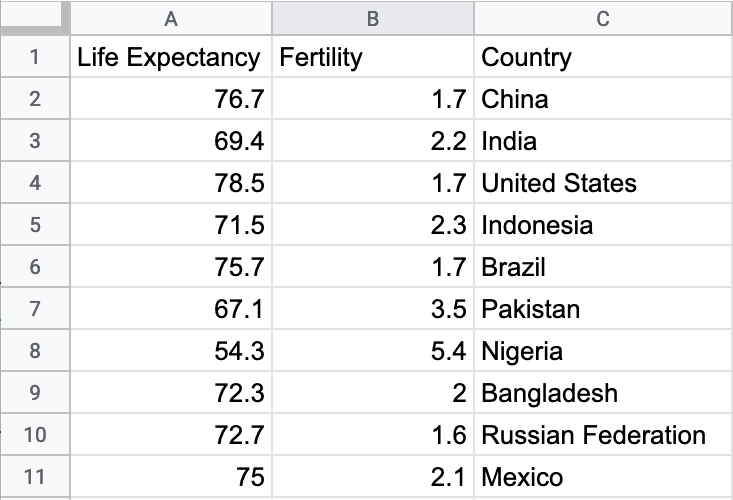 A B C
1 Life Expectancy Fertility Country
2 76.7 1.7 China
3 69.4 2.2 India
4 78.5 1.7 United States
5 71.5 2.3 Indonesia
6 75.7 1.7 Brazil
7 67.1 3.5 Pakistan
8 54.3 5.4 Nigeria
9 72.3 2 Bangladesh
10 72.7 1.6 Russian Federation
11 75 2.1 Mexico